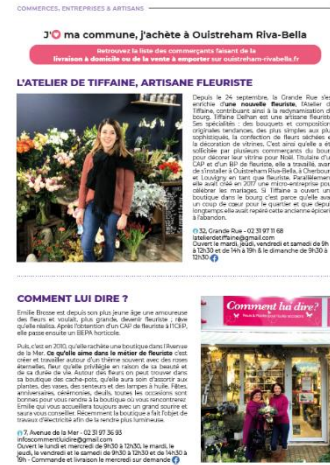 COMMERCES, ENTREPRISES & ARTISANS
J'♡ ma commune, j'achète à Ouistreham Riva-Bella
Retrouvez la liste des commerçants faisant de la
livraison à domicile ou de la vente à emporter sur ouistreham-rivabella.fr
L'ATELIER DE TIFFAINE, ARTISANE FLEURISTE
Depuis le 24 septembre, la Grande Rue s'est
enrichie d'une nouvelle fleuriste, l'Atelier de
Tiffaine, contribuant ainsi à la redynamisation du
bourg. Tiffaine Delhan est une artisane fleuriste.
Ses spécialités : des bouquets et compositions
originales tendances, des plus simples aux plus
sophistiqués, la confection de fleurs séchées et
la décoration de vitrines. C'est ainsi qu'elle a été
sollicitée par plusieurs commerçants du bourg
pour décorer leur vitrine pour Noël. Titulaire d'un
CAP et d'un BP de fleuriste, elle a travaillé, avant
de s'installer à Ouistreham Riva-Bella, à Cherbourg
et Louvigny en tant que fleuriste. Parallèlement,
elle avait créé en 2017 une micro-entreprise pour
célébrer les mariages. Si Tiffaine a ouvert une
boutique dans le bourg c'est parce qu'elle avait
un coup de cœur pour le quartier et que depuis
longtemps elle avait repéré cette ancienne épicerie
à l'abandon.
32, Grande Rue - 02 31 97 11 68
latelierdetiffaine@gmail.com
Ouvert le mardi, jeudi, vendredi et samedi de 9h
à 12h30 et de 14h à 19h & le dimanche de 9h30 à
12h30
COMMENT LUI DIRE ?
Emilie Brosse est depuis son plus jeune âge une amoureuse
des fleurs et voulait, plus grande, devenir fleuriste ; rêve
qu'elle réalisa. Après l'obtention d'un CAP de fleuriste à l'ICEP,
elle passe ensuite un BEPA horticole.
Puis, c'est en 2010, qu'elle rachète une boutique dans l'Avenue
de la Mer. Ce qu'elle aime dans le métier de fleuriste c'est
créer et travailler autour d'un thème souvent avec des roses
éternelles, fleur qu'elle privilégie en raison de sa beauté et
de sa durée de vie. Autour des fleurs on peut trouver dans
sa boutique des cache-pots, qu'elle aura soin d'assortir aux
plantes, des vases, des senteurs et des lampes à huile. Fêtes,
anniversaires, cérémonies, deuils, toutes les occasions sont
bonnes pour vous rendre à la boutique où vous rencontrerez
Emilie qui vous accueillera toujours avec un grand sourire et
saura vous conseiller. Récemment la boutique a fait l'objet de
travaux d'électricité afin de la rendre plus lumineuse.
7, Avenue de la Mer - 02 31 97 36 93
infoscommentluidire@gmail.com
Ouvert le lundi et mercredi de 9h30 à 12h30, le mardi, le
jeudi, le vendredi et le samedi de 9h30 à 12h30 et de 14h30 à
19h - Commande et livraison le mercredi sur demande
Comment lui dire?